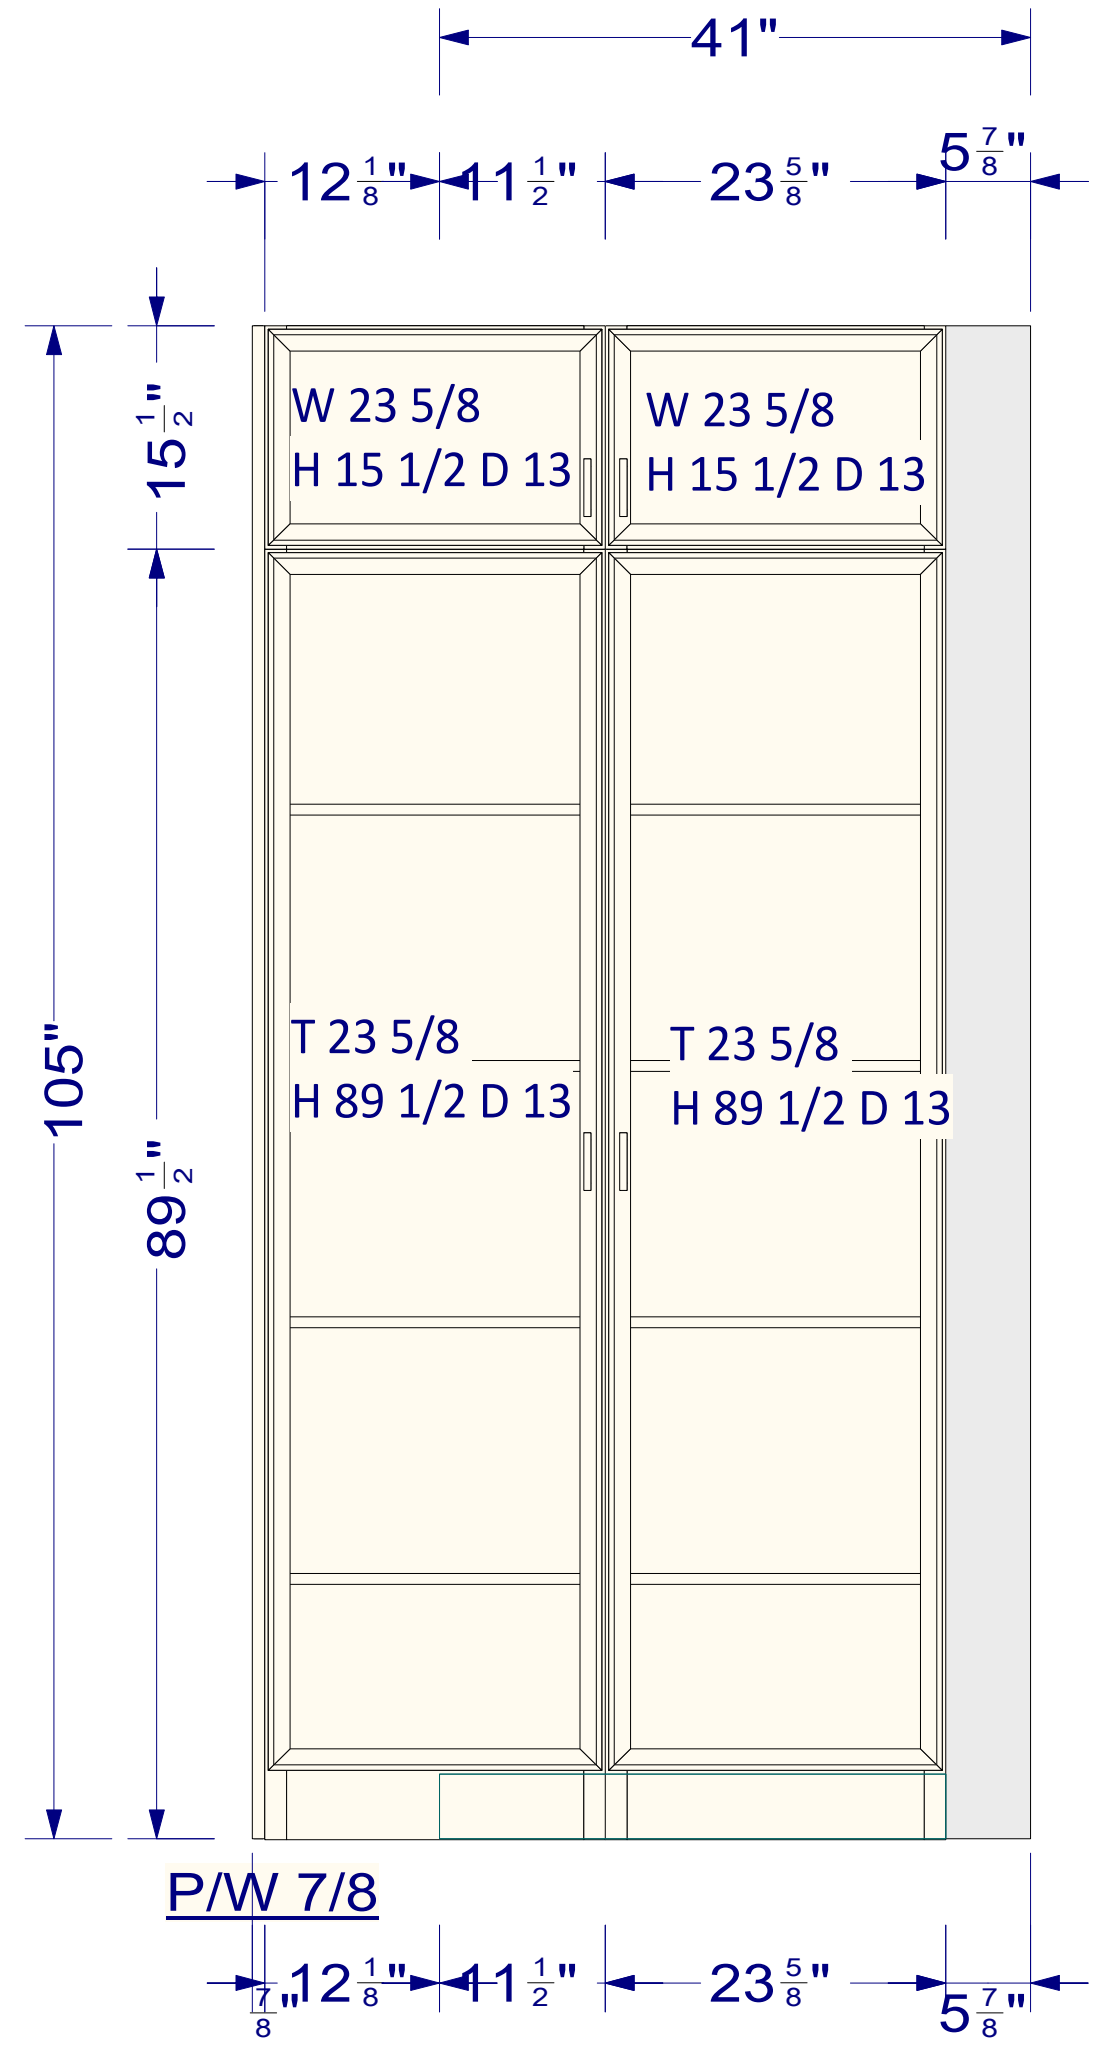 41"
12 1/8" 11 1/2" 23 5/8" 5 7/8"
15 1/2"
W 23 5/8
H 15 1/2 D 13
W 23 5/8
H 15 1/2 D 13
105"
89 1/2"
T 23 5/8
H 89 1/2 D 13
T 23 5/8
H 89 1/2 D 13
P/W 7/8
7/8" 12 1/8" 11 1/2" 23 5/8" 5 7/8"